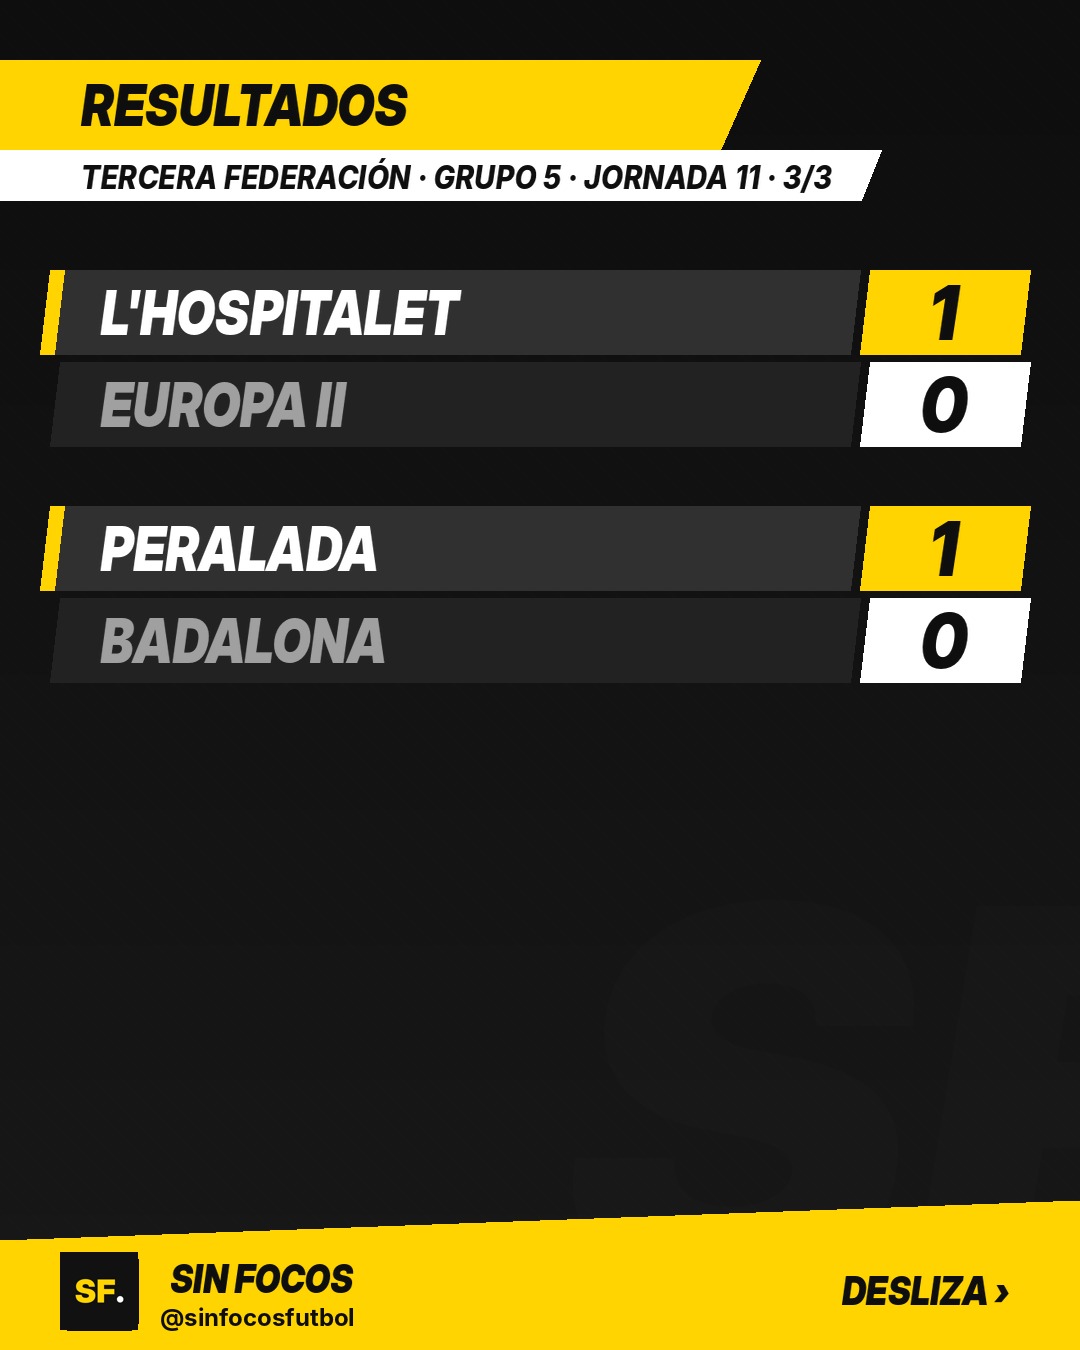 RESULTADOS
TERCERA FEDERACIÓN · GRUPO 5 · JORNADA 11 · 3/3
L'HOSPITALET 1
EUROPA II 0
PERALADA 1
BADALONA 0
SF
SF.
SIN FOCOS
@sinfocosfutbol
DESLIZA ›